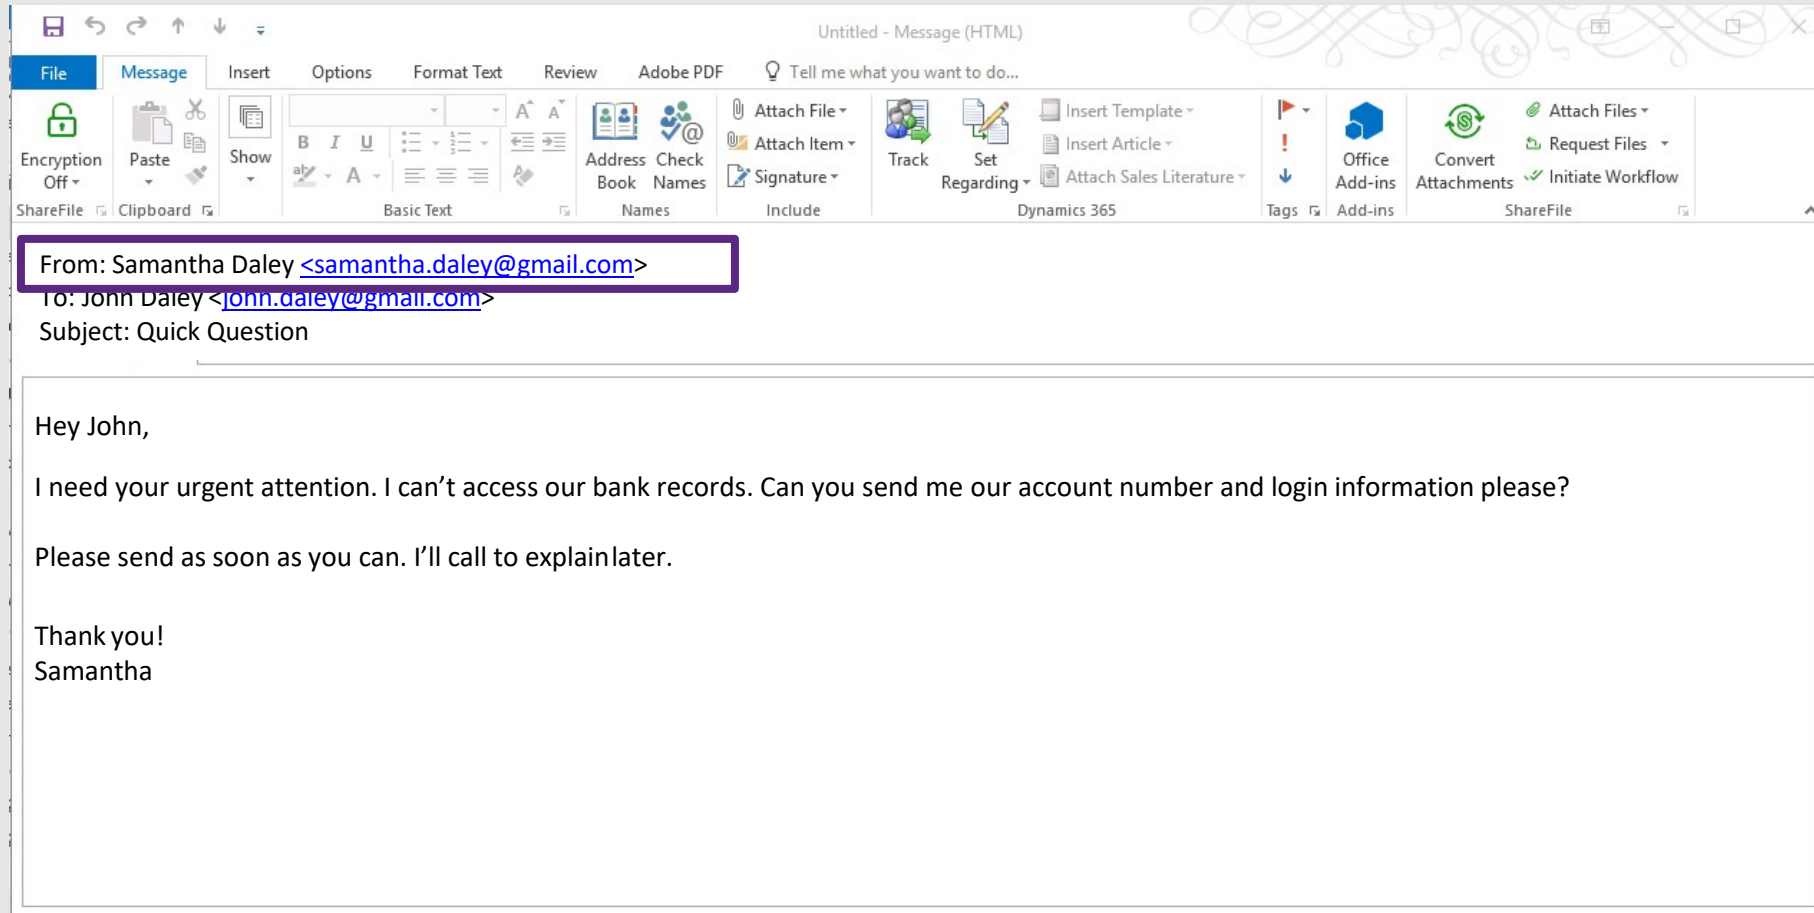 Untitled - Message (HTML)
File Message Insert Options Format Text Review Adobe PDF Tell me what you want to do...
Encryption Off
Paste
Show
B I U
A A
A
Address Book
Check Names
Attach File
Attach Item
Signature
Track
Set Regarding
Insert Template
Insert Article
Attach Sales Literature
Office Add-ins
Convert Attachments
Attach Files
Request Files
Initiate Workflow
ShareFile Clipboard Basic Text Names Include Dynamics 365 Tags Add-ins ShareFile
From: Samantha Daley <samantha.daley@gmail.com>
To: John Daley <john.daley@gmail.com>
Subject: Quick Question
Hey John,
I need your urgent attention. I can’t access our bank records. Can you send me our account number and login information please?
Please send as soon as you can. I’ll call to explain later.
Thank you!
Samantha